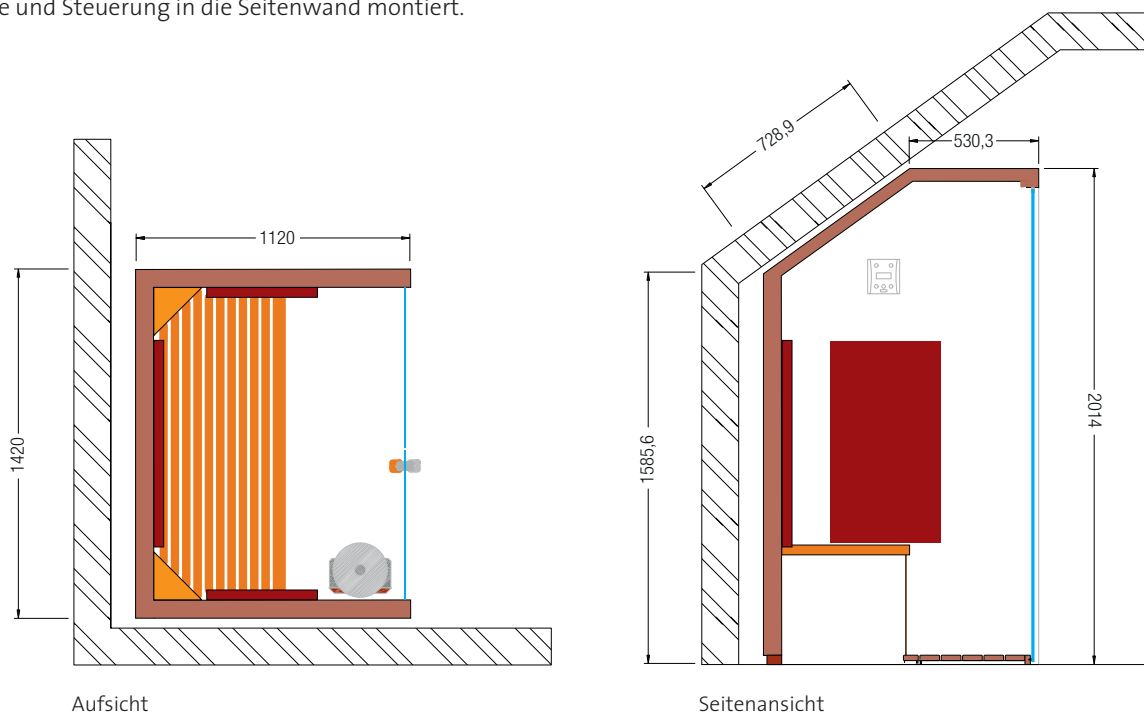 e und Steuerung in die Seitenwand montiert.
728,9
530,3
1120
1420
1585,6
2014
Aufsicht
Seitenansicht